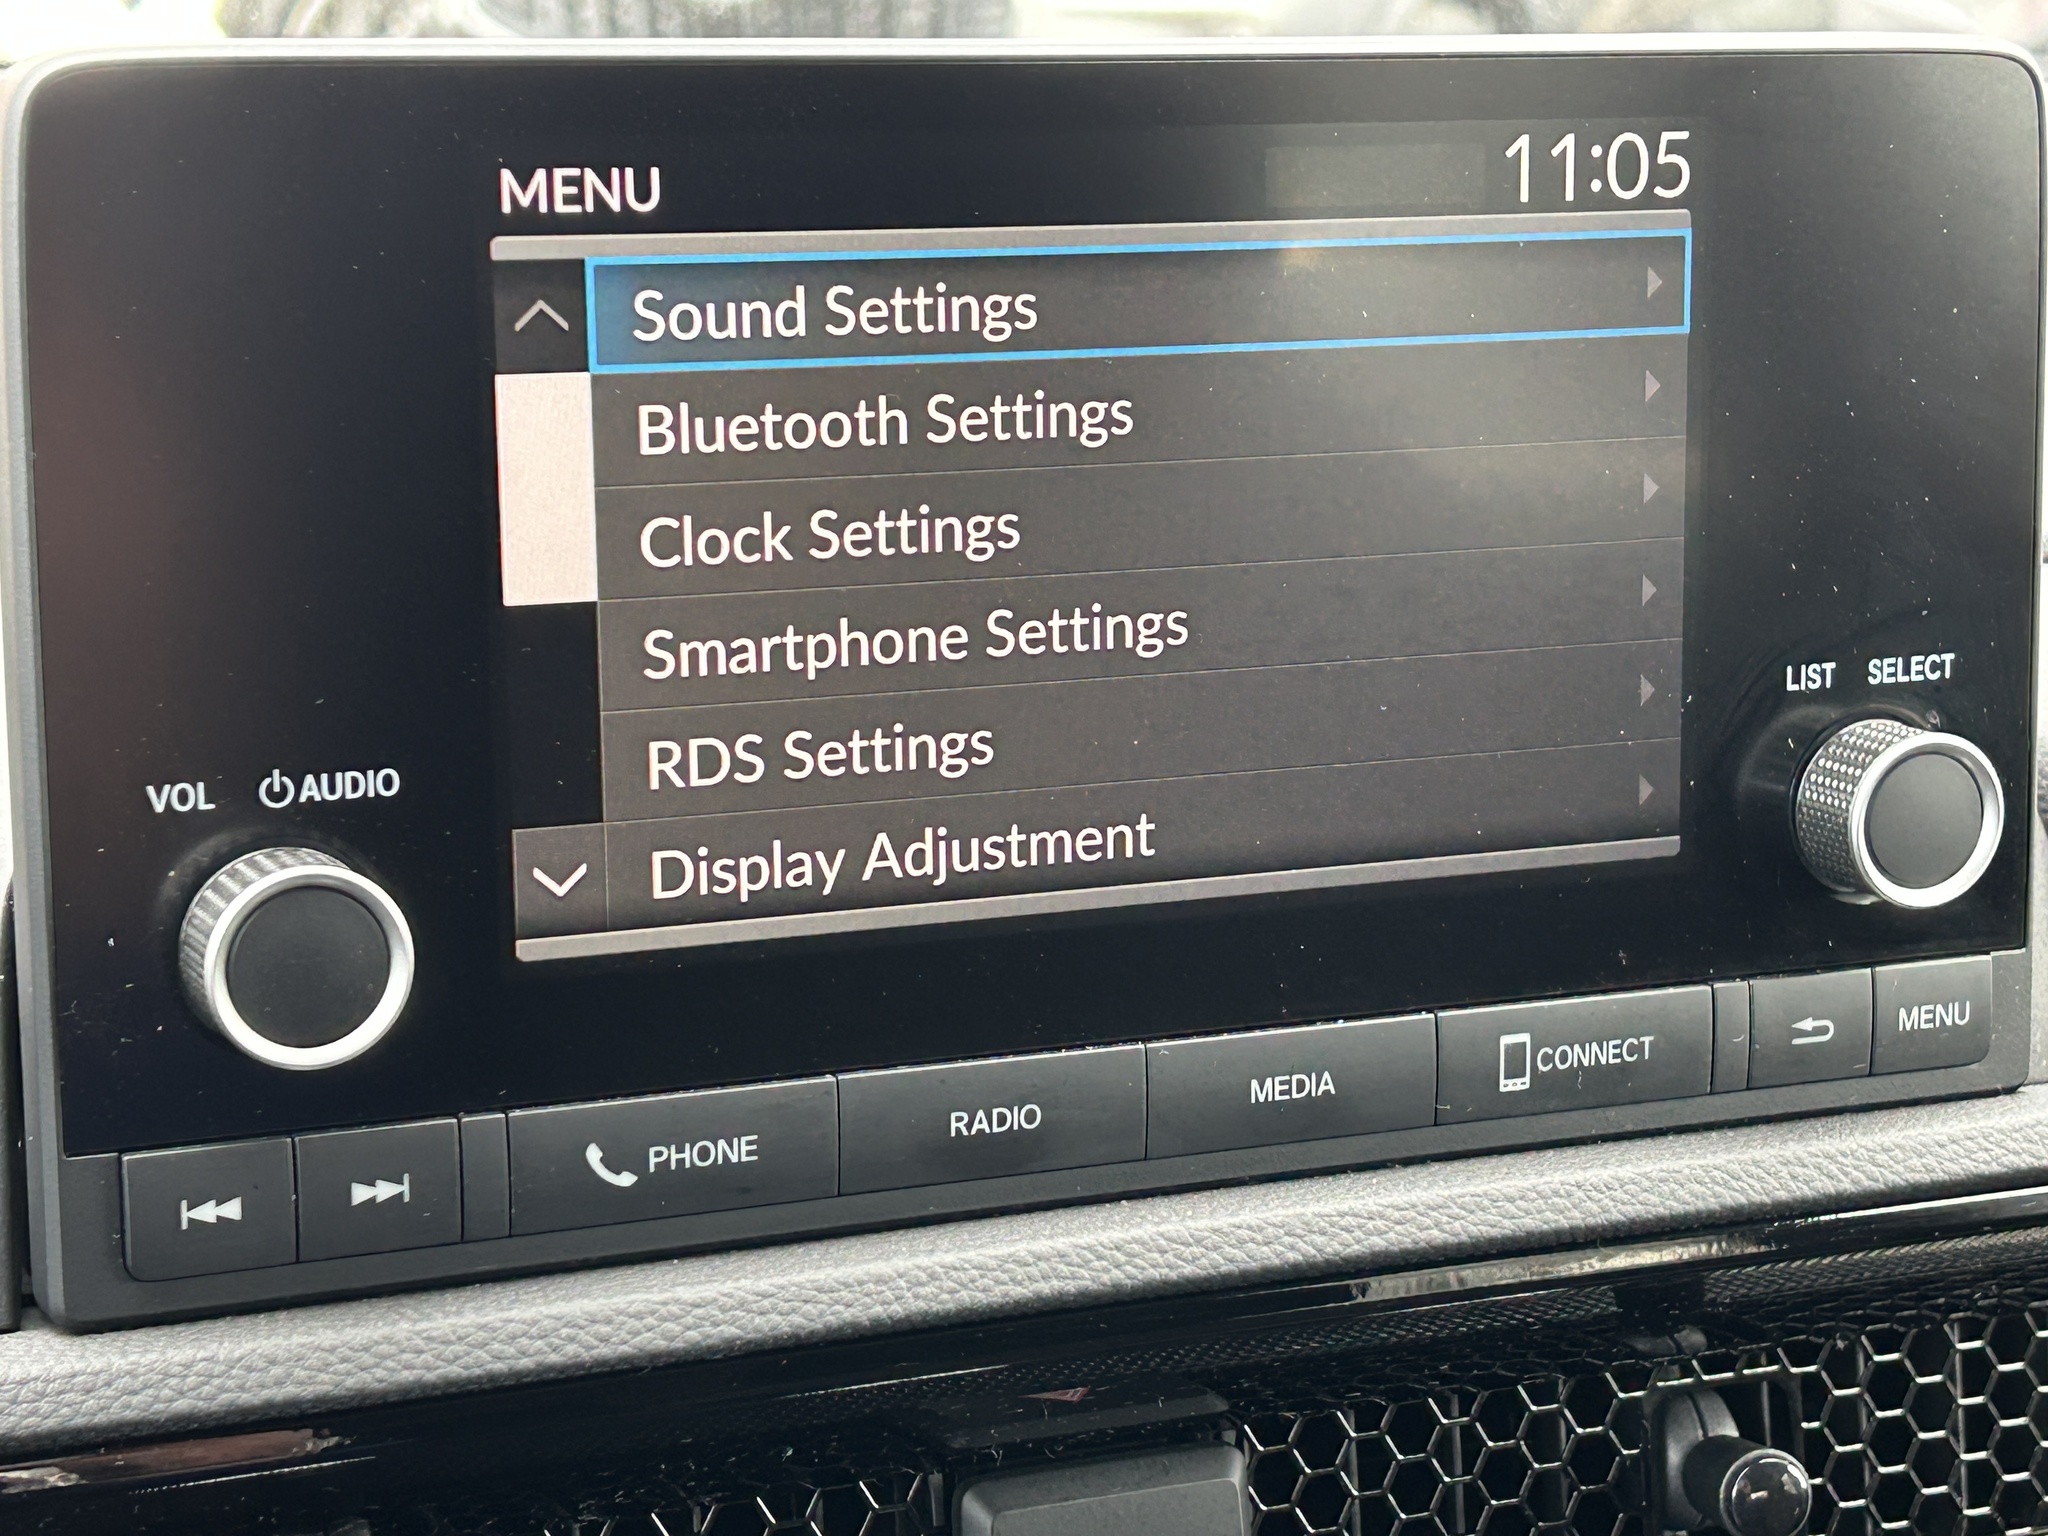 MENU 11:05
Sound Settings
Bluetooth Settings
Clock Settings
Smartphone Settings
RDS Settings
Display Adjustment
LIST SELECT
VOL AUDIO
PHONE
RADIO
MEDIA
CONNECT
MENU